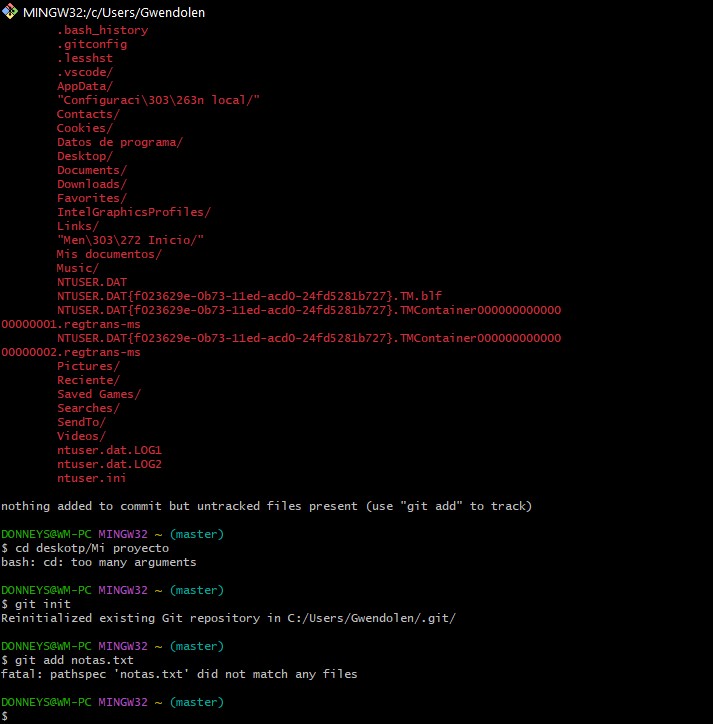 MINGW32:/c/Users/Gwendolen
.bash_history
.gitconfig
.lesshst
.vscode/
AppData/
"Configuraci\303\263n local/"
Contacts/
Cookies/
Datos de programa/
Desktop/
Documents/
Downloads/
Favorites/
IntelGraphicsProfiles/
Links/
"Men\303\272 Inicio/"
Mis documentos/
Music/
NTUSER.DAT
NTUSER.DAT{f023629e-0b73-11ed-acd0-24fd5281b727}.TM.blf
NTUSER.DAT{f023629e-0b73-11ed-acd0-24fd5281b727}.TMContainer000000000000
00000001.regtrans-ms
NTUSER.DAT{f023629e-0b73-11ed-acd0-24fd5281b727}.TMContainer000000000000
00000002.regtrans-ms
Pictures/
Reciente/
Saved Games/
Searches/
SendTo/
Videos/
ntuser.dat.LOG1
ntuser.dat.LOG2
ntuser.ini
nothing added to commit but untracked files present (use "git add" to track)
DONNEYS@WM-PC MINGW32 ~ (master)
$ cd deskotp/Mi proyecto
bash: cd: too many arguments
DONNEYS@WM-PC MINGW32 ~ (master)
$ git init
Reinitialized existing Git repository in C:/Users/Gwendolen/.git/
DONNEYS@WM-PC MINGW32 ~ (master)
$ git add notas.txt
fatal: pathspec 'notas.txt' did not match any files
DONNEYS@WM-PC MINGW32 ~ (master)
$